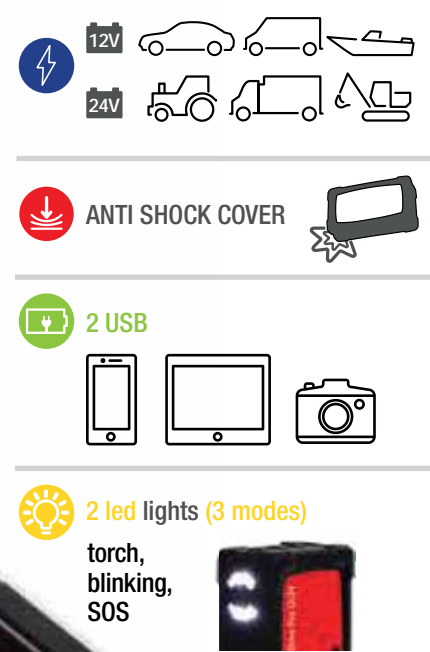 12V
24V
ANTI SHOCK COVER
2 USB
2 led lights (3 modes)
torch,
blinking,
SOS